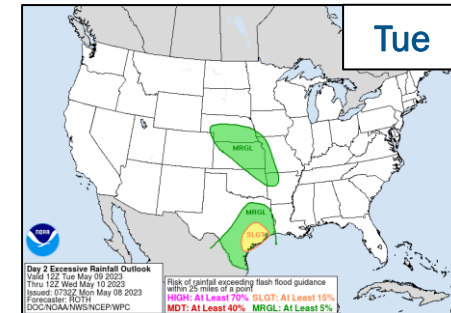 Tue
MRGL
MRGL
SLGT
NOAA
Day 2 Excessive Rainfall Outlook
Valid 12Z Tue May 09 2023
Thru 12Z Wed May 10 2023
Issued: 0732Z Mon May 08 2023
Forecaster: ROTH
DOC/NOAA/NWS/NCEP/WPC
Risk of rainfall exceeding flash flood guidance
within 25 miles of a point
HIGH: At Least 70% SLGT: At Least 15%
MDT: At Least 40% MRGL: At Least 5%